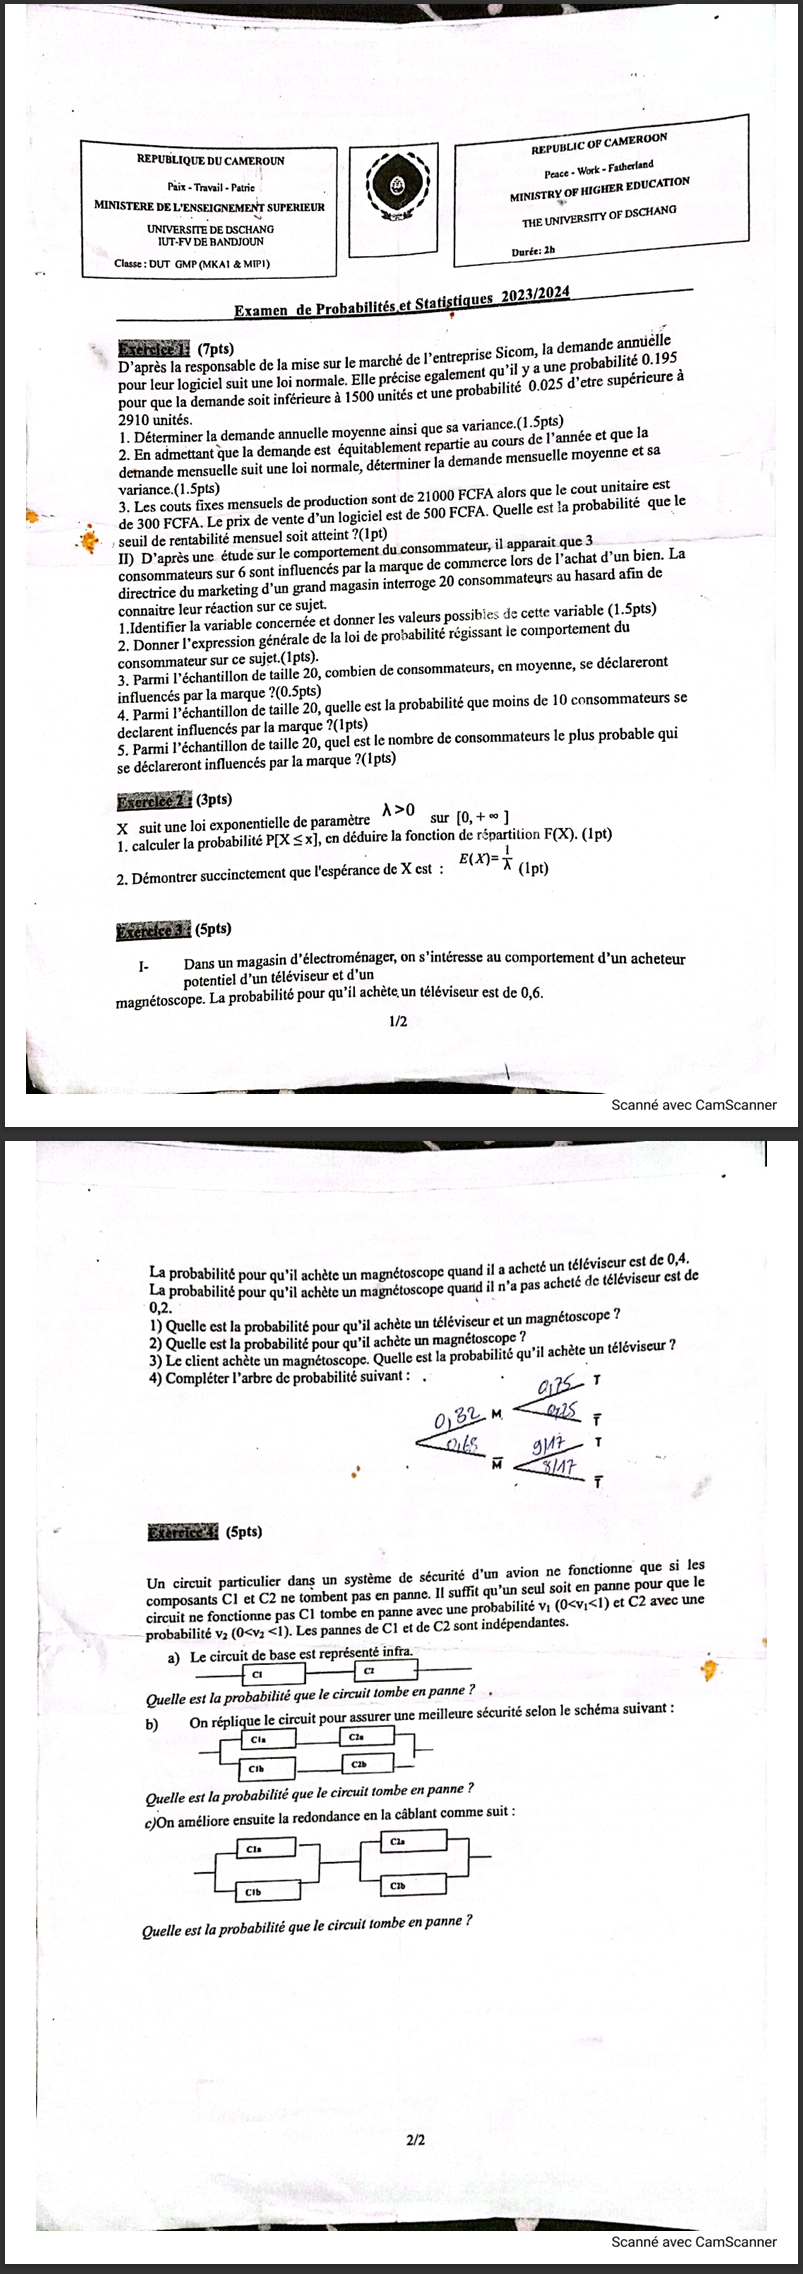 REPUBLIQUE DU CAMEROUN
Paix - Travail - Patrie
MINISTERE DE L'ENSEIGNEMENT SUPERIEUR
UNIVERSITE DE DSCHANG
IUT-FV DE BANDJOUN
Classe : DUT GMP (MKA1 & MIP1)
REPUBLIC OF CAMEROON
Peace - Work - Fatherland
MINISTRY OF HIGHER EDUCATION
THE UNIVERSITY OF DSCHANG
Durée: 2h
Examen de Probabilités et Statistiques 2023/2024
Exercice 1: (7pts)
D'après la responsable de la mise sur le marché de l'entreprise Sicom, la demande annuelle
pour leur logiciel suit une loi normale. Elle précise egalement qu'il y a une probabilité 0.195
pour que la demande soit inférieure à 1500 unités et une probabilité 0.025 d'etre supérieure à
2910 unités.
1. Déterminer la demande annuelle moyenne ainsi que sa variance.(1.5pts)
2. En admettant que la demande est équitablement repartie au cours de l'année et que la
demande mensuelle suit une loi normale, déterminer la demande mensuelle moyenne et sa
variance.(1.5pts)
3. Les couts fixes mensuels de production sont de 21000 FCFA alors que le cout unitaire est
de 300 FCFA. Le prix de vente d'un logiciel est de 500 FCFA. Quelle est la probabilité que le
seuil de rentabilité mensuel soit atteint ?(1pt)
II) D'après une étude sur le comportement du consommateur, il apparait que 3
consommateurs sur 6 sont influencés par la marque de commerce lors de l'achat d'un bien. La
directrice du marketing d'un grand magasin interroge 20 consommateurs au hasard afin de
connaitre leur réaction sur ce sujet.
1.Identifier la variable concernée et donner les valeurs possibles de cette variable (1.5pts)
2. Donner l'expression générale de la loi de probabilité régissant le comportement du
consommateur sur ce sujet.(1pts).
3. Parmi l'échantillon de taille 20, combien de consommateurs, en moyenne, se déclareront
influencés par la marque ?(0.5pts)
4. Parmi l'échantillon de taille 20, quelle est la probabilité que moins de 10 consommateurs se
declarent influencés par la marque ?(1pts)
5. Parmi l'échantillon de taille 20, quel est le nombre de consommateurs le plus probable qui
se déclareront influencés par la marque ?(1pts)
Exercice 2 : (3pts)
X suit une loi exponentielle de paramètre λ>0 sur [0, + ∞ ]
1. calculer la probabilité P[X ≤ x], en déduire la fonction de répartition F(X). (1pt)
2. Démontrer succinctement que l'espérance de X est : E(X)=1/λ (1pt)
Exercice 3 : (5pts)
I- Dans un magasin d'électroménager, on s'intéresse au comportement d'un acheteur
potentiel d'un téléviseur et d'un
magnétoscope. La probabilité pour qu'il achète un téléviseur est de 0,6.
1/2
Scanné avec CamScanner
La probabilité pour qu'il achète un magnétoscope quand il a acheté un téléviseur est de 0,4.
La probabilité pour qu'il achète un magnétoscope quand il n'a pas acheté de téléviseur est de
0,2.
1) Quelle est la probabilité pour qu'il achète un téléviseur et un magnétoscope ?
2) Quelle est la probabilité pour qu'il achète un magnétoscope ?
3) Le client achète un magnétoscope. Quelle est la probabilité qu'il achète un téléviseur ?
4) Compléter l'arbre de probabilité suivant :
0,75 T
0,32 M
0,25 T̅
0,68
9/17 T
M̅
8/17 T̅
Exercice 4: (5pts)
Un circuit particulier dans un système de sécurité d'un avion ne fonctionne que si les
composants C1 et C2 ne tombent pas en panne. Il suffit qu'un seul soit en panne pour que le
circuit ne fonctionne pas C1 tombe en panne avec une probabilité v₁ (0<v₁<1) et C2 avec une
probabilité v₂ (0<v₂ <1). Les pannes de C1 et de C2 sont indépendantes.
a) Le circuit de base est représenté infra.
C1 C2
Quelle est la probabilité que le circuit tombe en panne ?
b) On réplique le circuit pour assurer une meilleure sécurité selon le schéma suivant :
C1a C2a
C1b C2b
Quelle est la probabilité que le circuit tombe en panne ?
c)On améliore ensuite la redondance en la câblant comme suit :
C1a C2a
C1b C2b
Quelle est la probabilité que le circuit tombe en panne ?
2/2
Scanné avec CamScanner